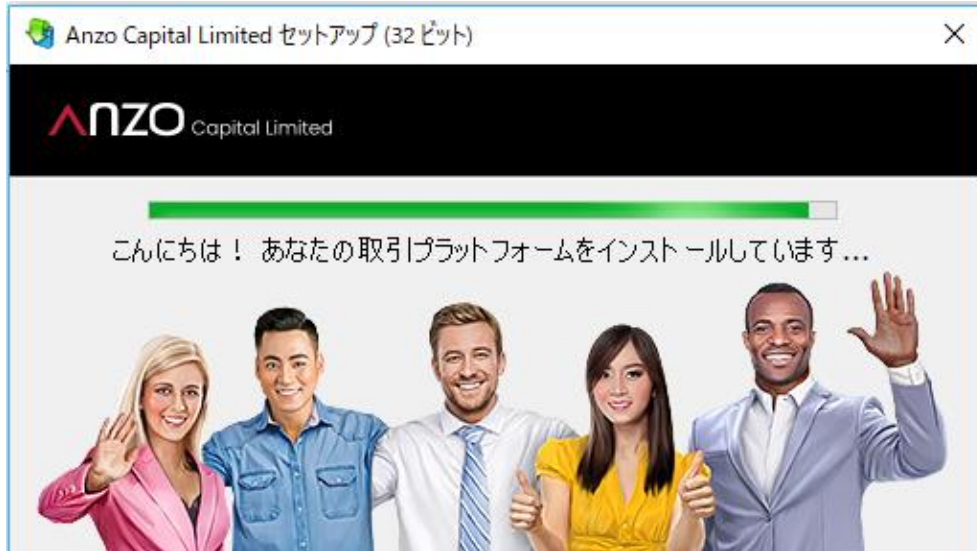 Anzo Capital Limited セットアップ (32 ビット)
ANZO Capital Limited
こんにちは！ あなたの取引プラットフォームをインストールしています...